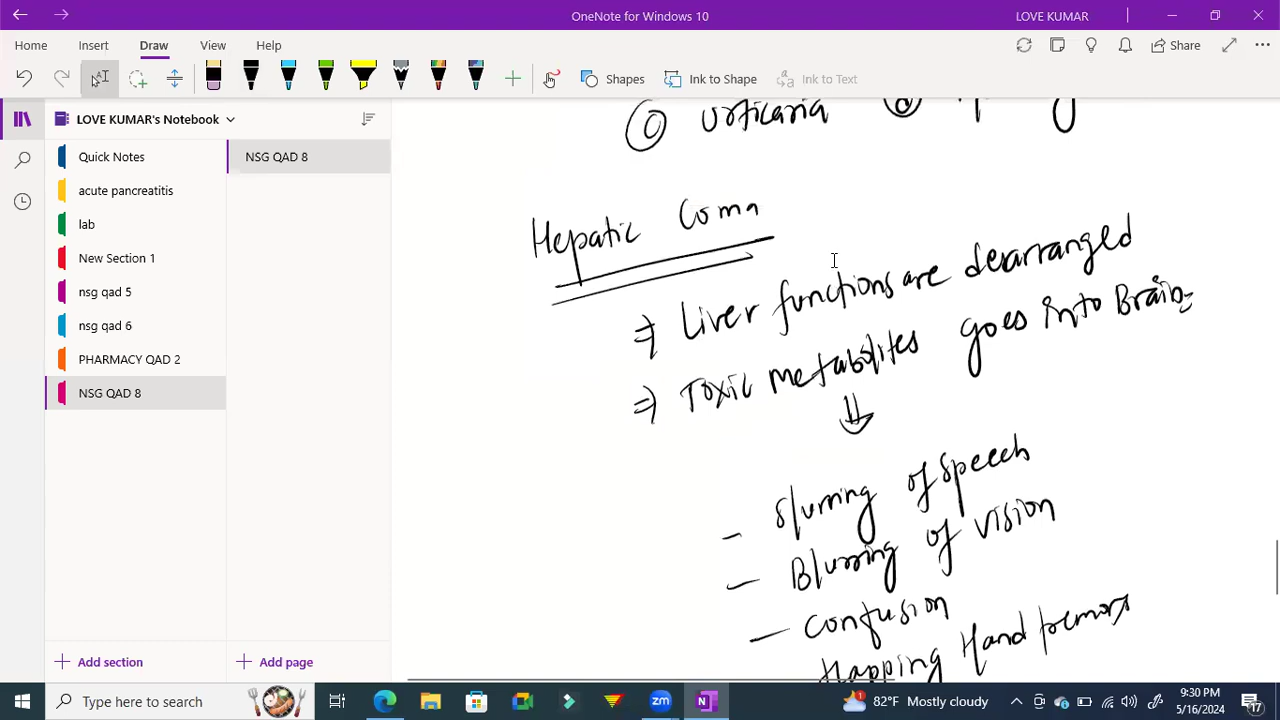 OneNote for Windows 10
LOVE KUMAR
Home Insert Draw View Help
Share
Shapes
Ink to Shape
Ink to Text
LOVE KUMAR's Notebook
Quick Notes
acute pancreatitis
lab
New Section 1
nsg qad 5
nsg qad 6
PHARMACY QAD 2
NSG QAD 8
NSG QAD 8
Urticaria
Hepatic Coma
⇒ Liver functions are dearranged
⇒ Toxic metabolites goes into Brain
⇓
- Slurring of speech
- Blurring of vision
- Confusion
Hand tremors
+ Add section
+ Add page
Type here to search
82°F Mostly cloudy
9:30 PM
5/16/2024
17